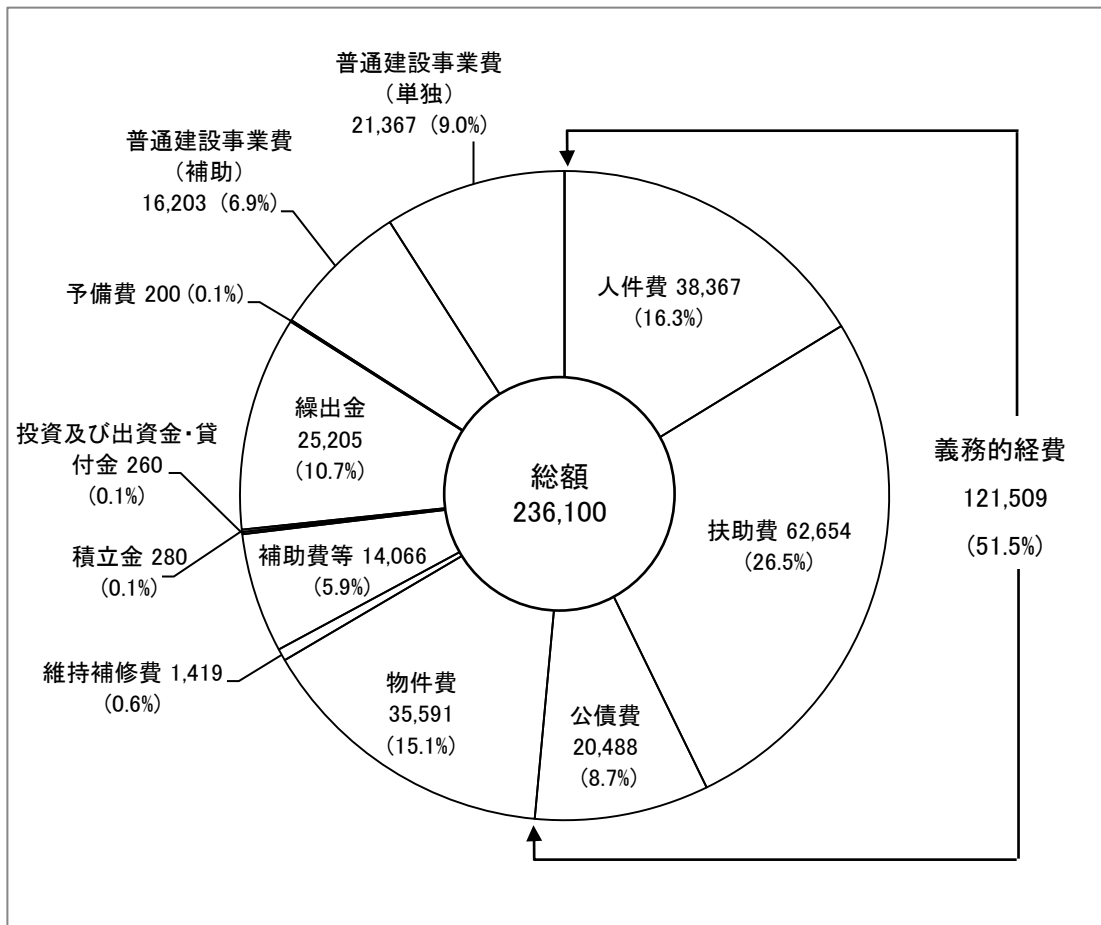 普通建設事業費
（単独）
21,367 (9.0%)
普通建設事業費
（補助）
16,203 (6.9%)
予備費 200 (0.1%)
繰出金
25,205
(10.7%)
投資及び出資金・貸
付金 260
(0.1%)
積立金 280
(0.1%)
補助費等 14,066
(5.9%)
維持補修費 1,419
(0.6%)
物件費
35,591
(15.1%)
公債費
20,488
(8.7%)
扶助費 62,654
(26.5%)
人件費 38,367
(16.3%)
総額
236,100
義務的経費
121,509
(51.5%)